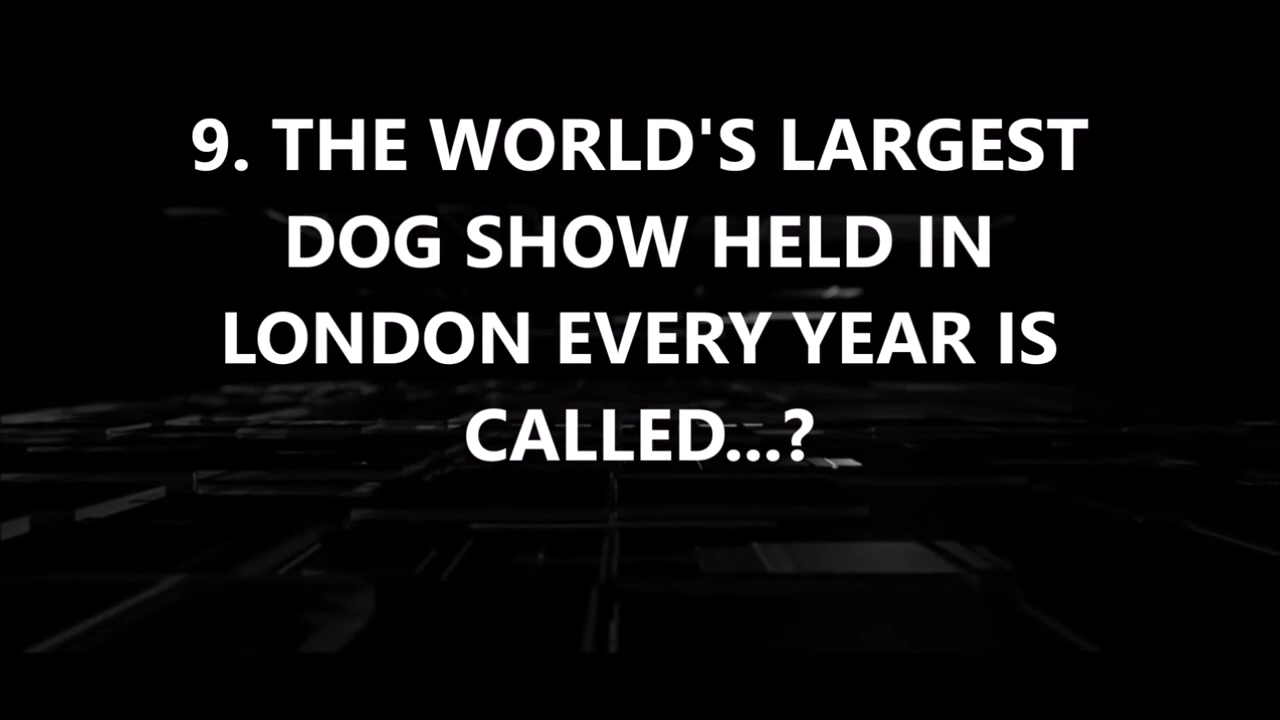 9. THE WORLD'S LARGEST
DOG SHOW HELD IN
LONDON EVERY YEAR IS
CALLED...?